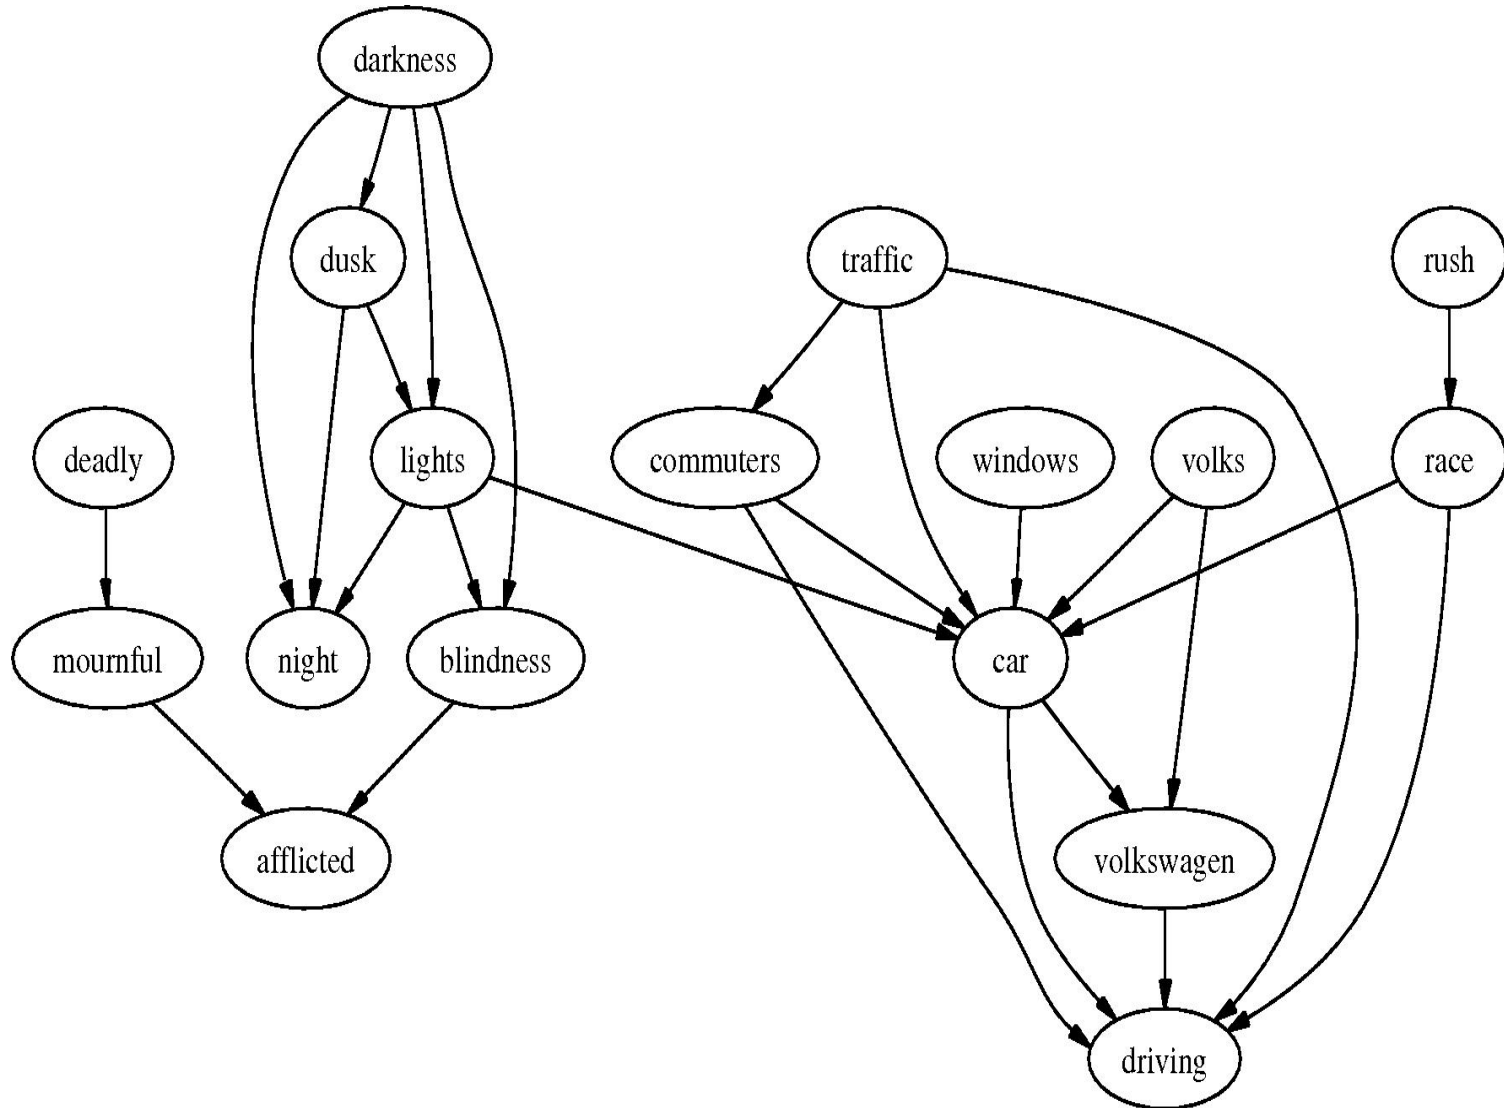 darkness
dusk
traffic
rush
deadly
lights
commuters
windows
volks
race
mournful
night
blindness
car
afflicted
volkswagen
driving